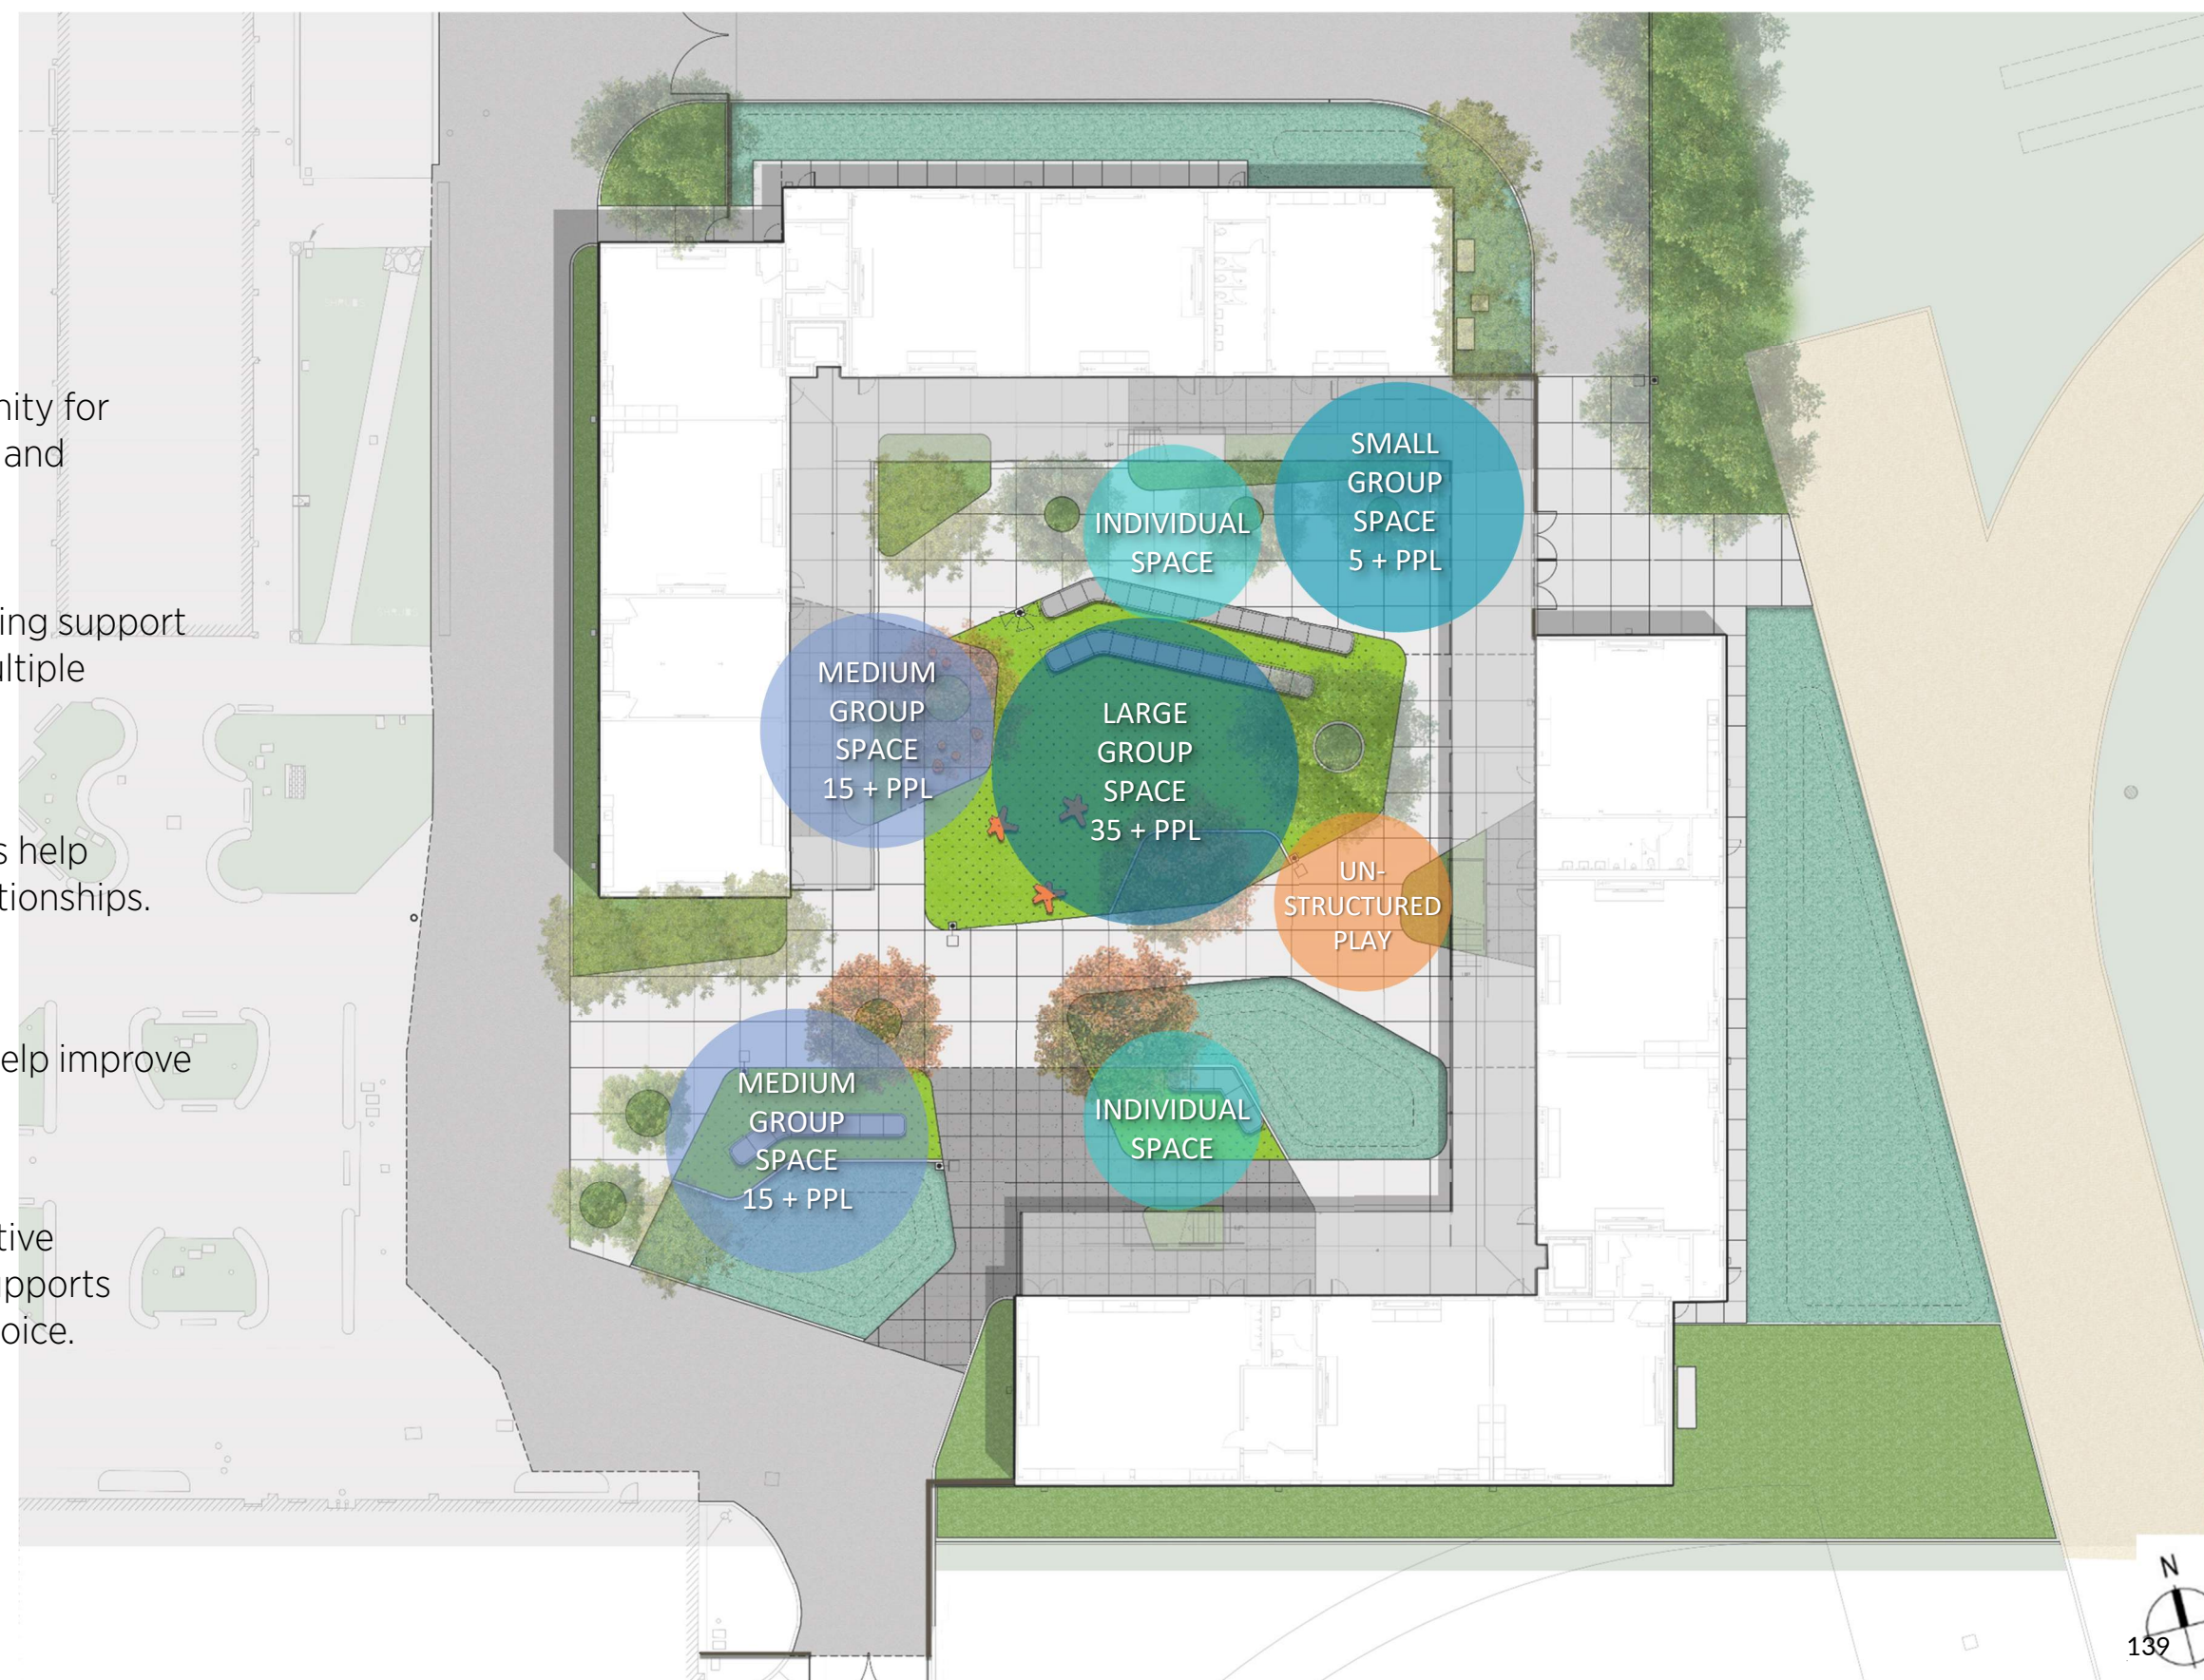 nity for
and
ing support
ultiple
s help
tionships.
elp improve
tive
pports
oice.
SMALL
GROUP
SPACE
5 + PPL
INDIVIDUAL
SPACE
MEDIUM
GROUP
SPACE
15 + PPL
LARGE
GROUP
SPACE
35 + PPL
UN-
STRUCTURED
PLAY
MEDIUM
GROUP
SPACE
15 + PPL
INDIVIDUAL
SPACE
N
139